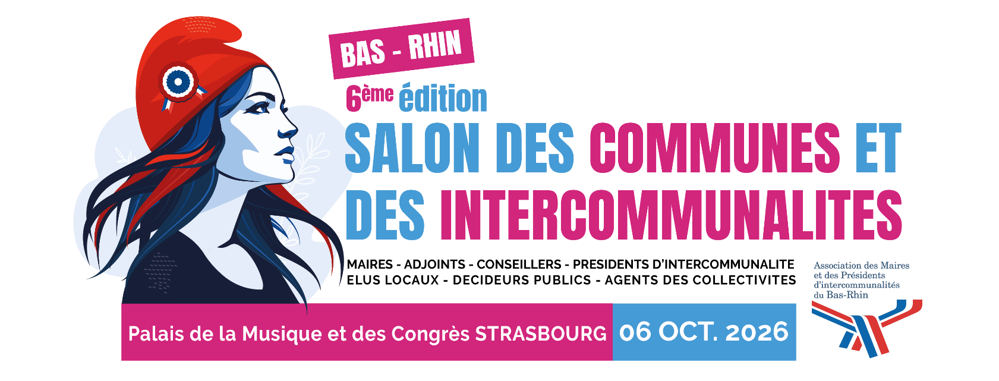 BAS - RHIN
6ème édition
SALON DES COMMUNES ET
DES INTERCOMMUNALITES
MAIRES - ADJOINTS - CONSEILLERS - PRESIDENTS D'INTERCOMMUNALITE
ELUS LOCAUX - DECIDEURS PUBLICS - AGENTS DES COLLECTIVITES
Association des Maires
et des Présidents
d'intercommunalités
du Bas-Rhin
Palais de la Musique et des Congrès STRASBOURG
06 OCT. 2026